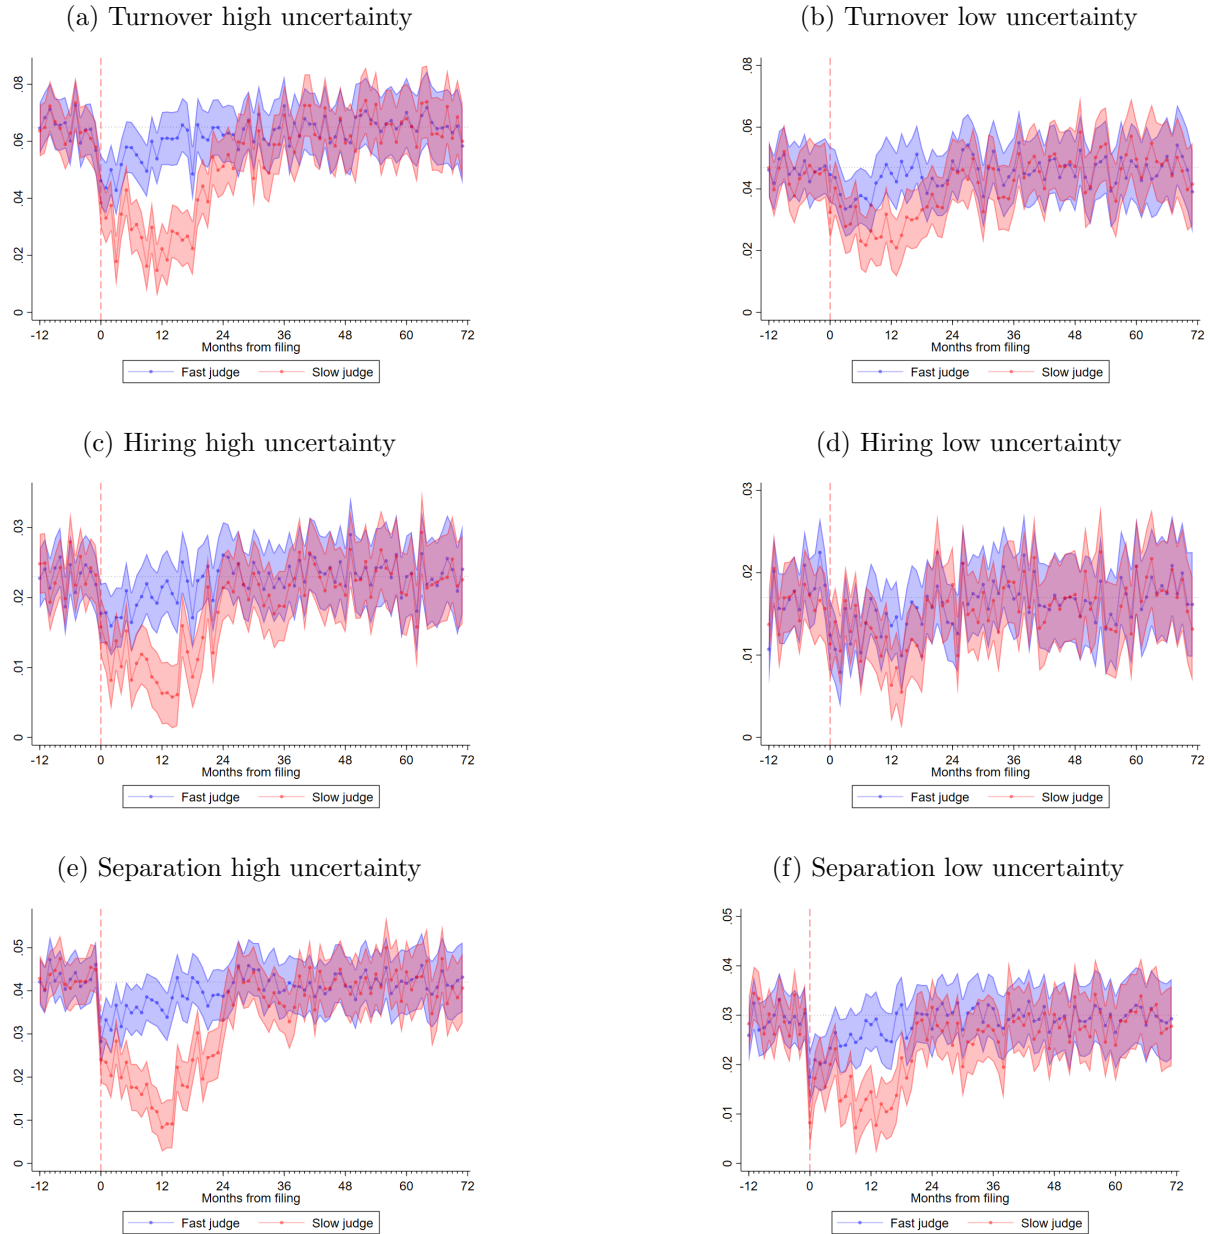 (a) Turnover high uncertainty
0 .02 .04 .06 .08
-12 0 12 24 36 48 60 72
Months from filing
Fast judge Slow judge
(b) Turnover low uncertainty
0 .02 .04 .06 .08
-12 0 12 24 36 48 60 72
Months from filing
Fast judge Slow judge
(c) Hiring high uncertainty
0 .01 .02 .03
-12 0 12 24 36 48 60 72
Months from filing
Fast judge Slow judge
(d) Hiring low uncertainty
0 .01 .02 .03
-12 0 12 24 36 48 60 72
Months from filing
Fast judge Slow judge
(e) Separation high uncertainty
0 .01 .02 .03 .04 .05
-12 0 12 24 36 48 60 72
Months from filing
Fast judge Slow judge
(f) Separation low uncertainty
0 .01 .02 .03 .04 .05
-12 0 12 24 36 48 60 72
Months from filing
Fast judge Slow judge